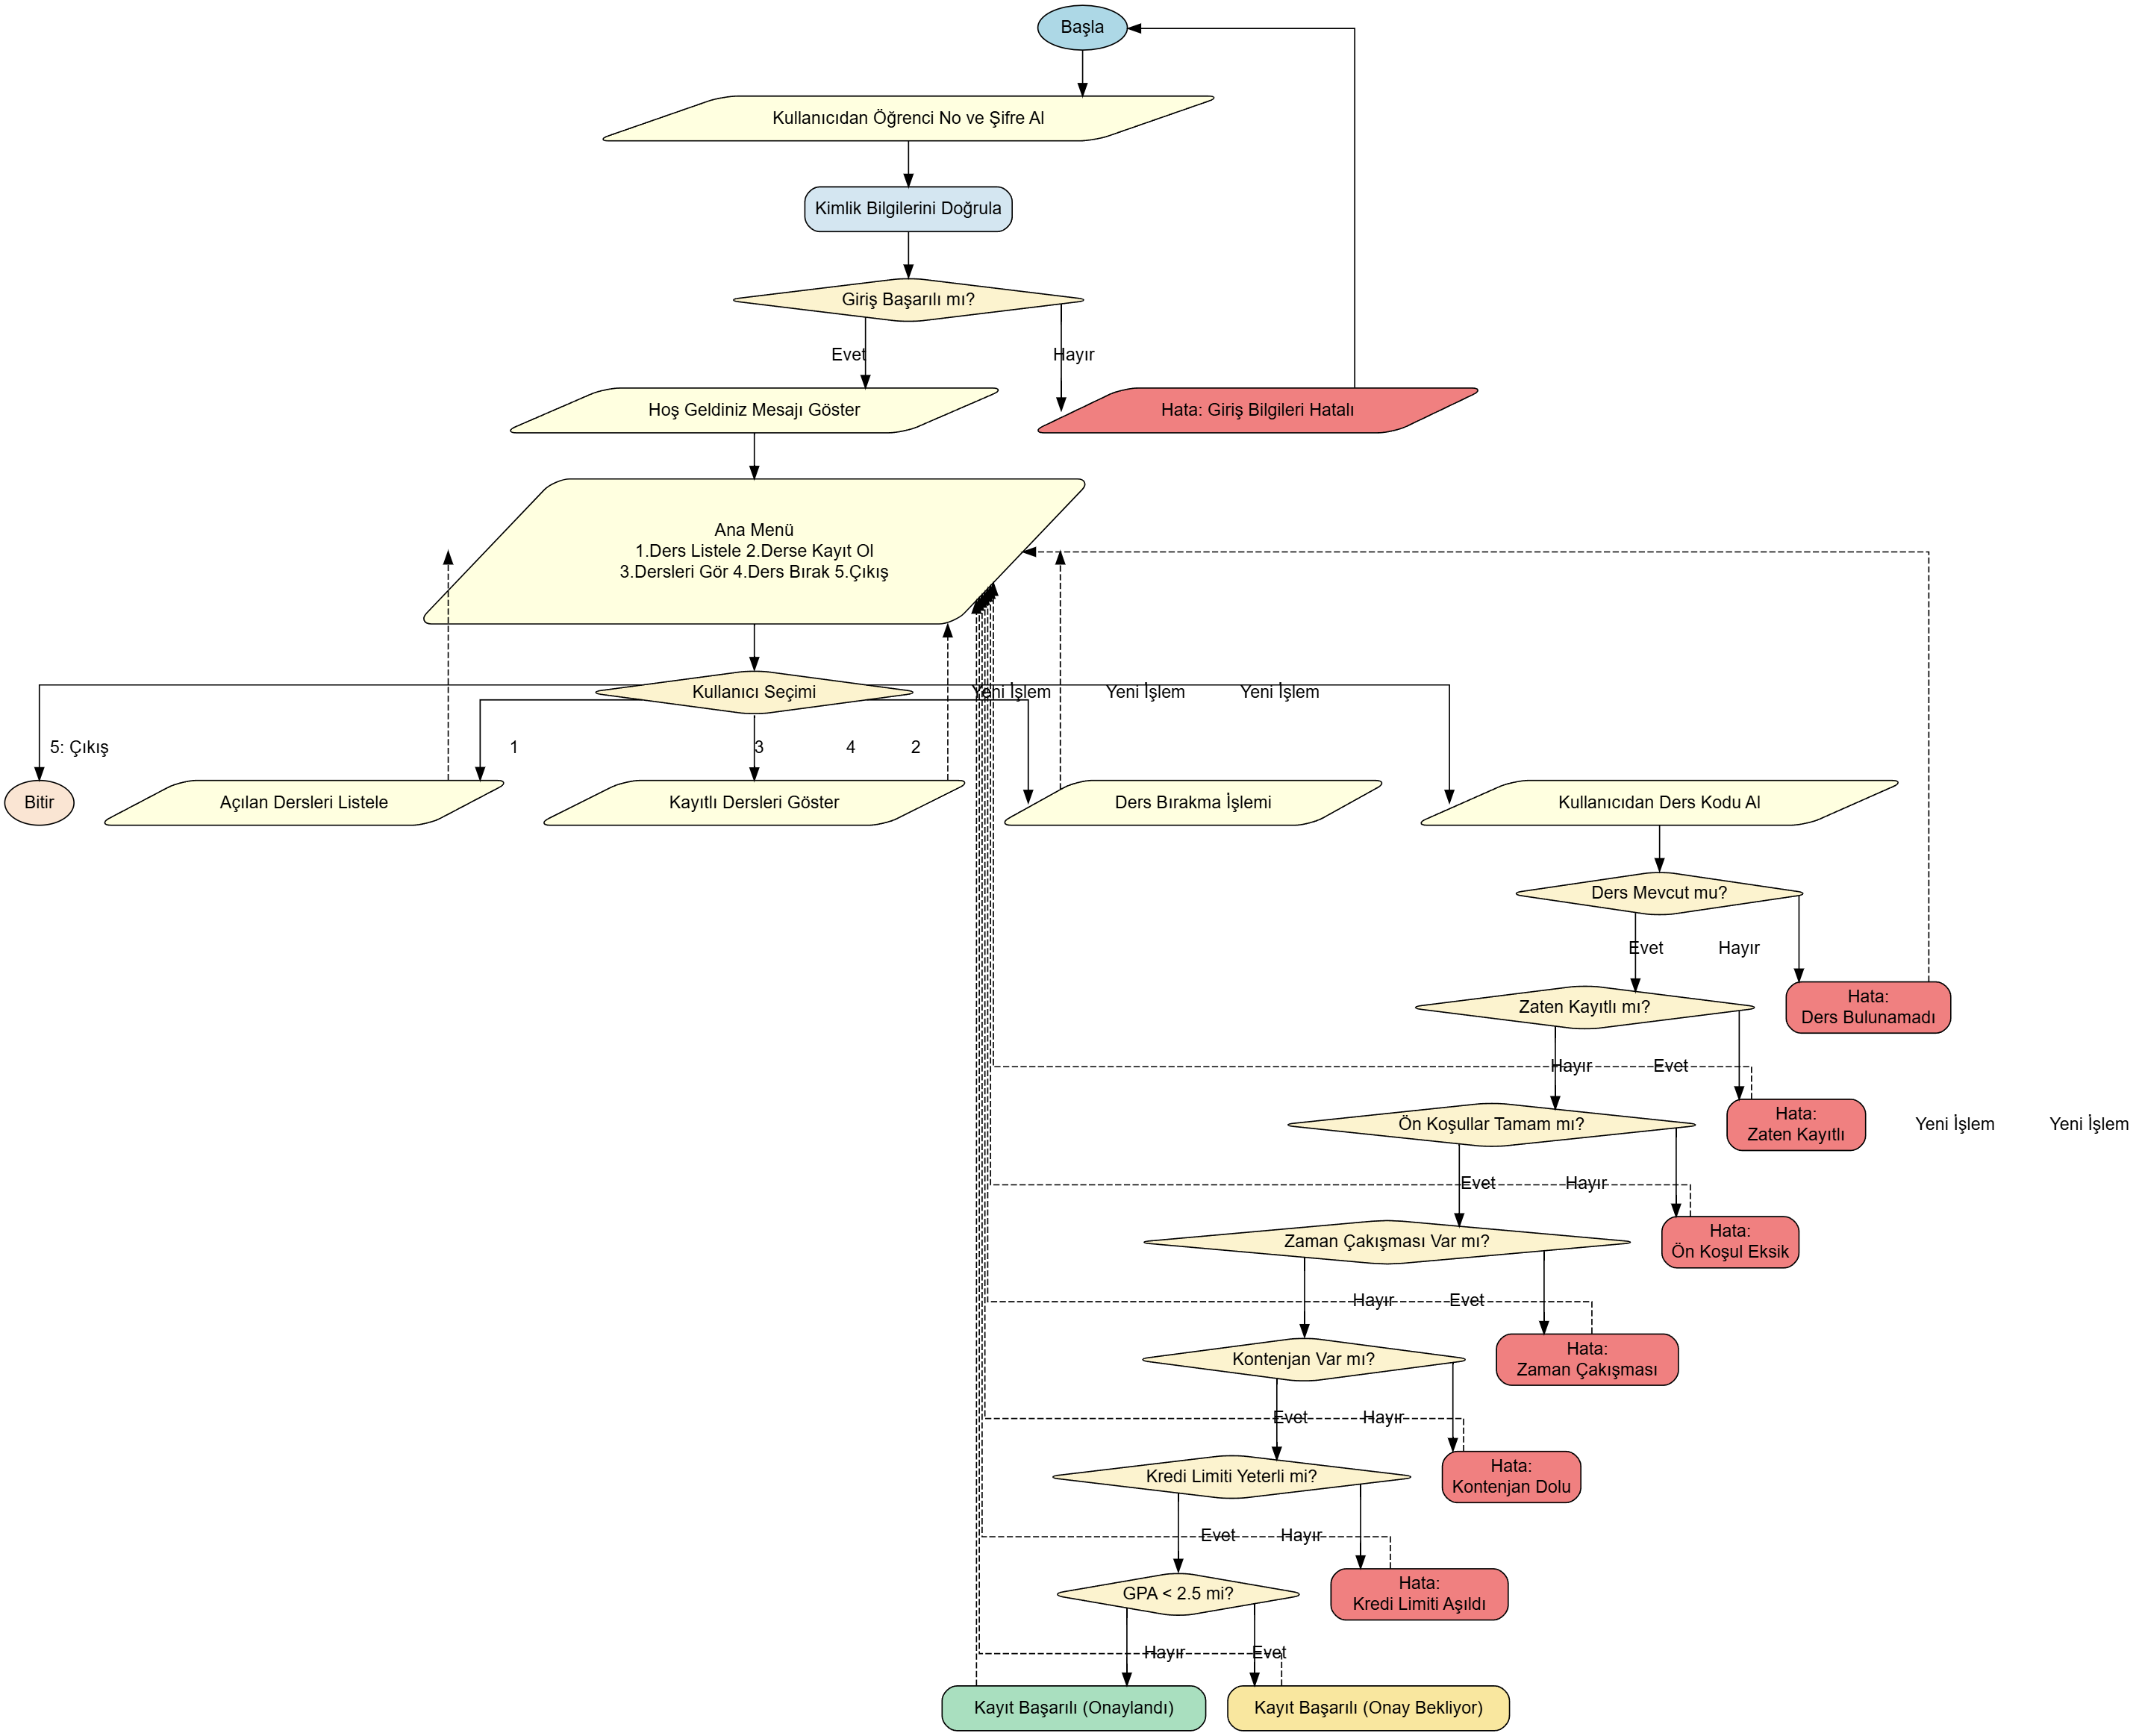 Başla
Kullanıcıdan Öğrenci No ve Şifre Al
Kimlik Bilgilerini Doğrula
Giriş Başarılı mı?
Evet
Hayır
Hoş Geldiniz Mesajı Göster
Hata: Giriş Bilgileri Hatalı
Ana Menü
1.Ders Listele 2.Derse Kayıt Ol
3.Dersleri Gör 4.Ders Bırak 5.Çıkış
Kullanıcı Seçimi
Yeni İşlem
Yeni İşlem
Yeni İşlem
5: Çıkış
1
3
4
2
Bitir
Açılan Dersleri Listele
Kayıtlı Dersleri Göster
Ders Bırakma İşlemi
Kullanıcıdan Ders Kodu Al
Ders Mevcut mu?
Evet
Hayır
Zaten Kayıtlı mı?
Hata:
Ders Bulunamadı
Hayır
Evet
Ön Koşullar Tamam mı?
Hata:
Zaten Kayıtlı
Yeni İşlem
Yeni İşlem
Evet
Hayır
Zaman Çakışması Var mı?
Hata:
Ön Koşul Eksik
Hayır
Evet
Kontenjan Var mı?
Hata:
Zaman Çakışması
Evet
Hayır
Kredi Limiti Yeterli mi?
Hata:
Kontenjan Dolu
Evet
Hayır
GPA < 2.5 mi?
Hata:
Kredi Limiti Aşıldı
Hayır
Evet
Kayıt Başarılı (Onaylandı)
Kayıt Başarılı (Onay Bekliyor)